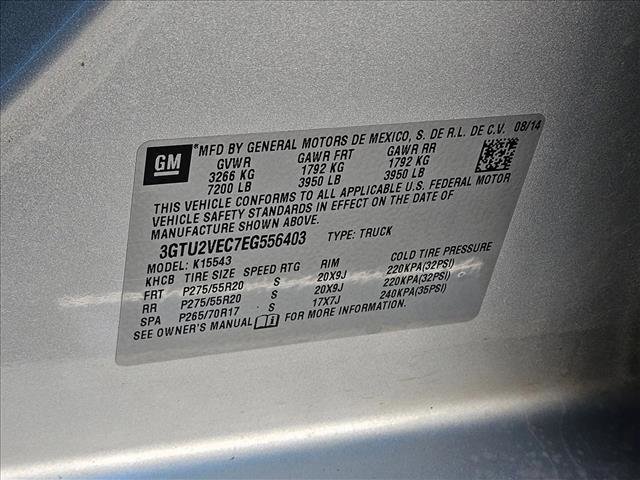 GM
MFD BY GENERAL MOTORS DE MEXICO, S. DE R.L. DE C.V. 08/14
GVWR GAWR FRT GAWR RR
3266 KG 1792 KG 1792 KG
7200 LB 3950 LB 3950 LB
THIS VEHICLE CONFORMS TO ALL APPLICABLE U.S. FEDERAL MOTOR
VEHICLE SAFETY STANDARDS IN EFFECT ON THE DATE OF
MANUFACTURE SHOWN ABOVE.
3GTU2VEC7EG556403 TYPE: TRUCK
MODEL: K15543
KHCB TIRE SIZE SPEED RTG RIM COLD TIRE PRESSURE
FRT P275/55R20 S 20X9J 220KPA(32PSI)
RR P275/55R20 S 20X9J 220KPA(32PSI)
SPA P265/70R17 S 17X7J 240KPA(35PSI)
SEE OWNER'S MANUAL FOR MORE INFORMATION.